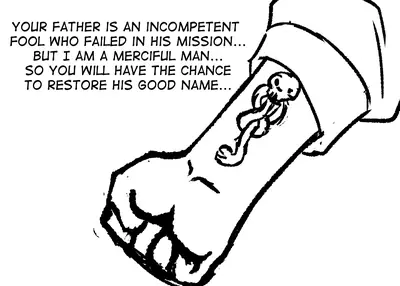 YOUR FATHER IS AN INCOMPETENT
FOOL WHO FAILED IN HIS MISSION...
BUT I AM A MERCIFUL MAN...
SO YOU WILL HAVE THE CHANCE
TO RESTORE HIS GOOD NAME...